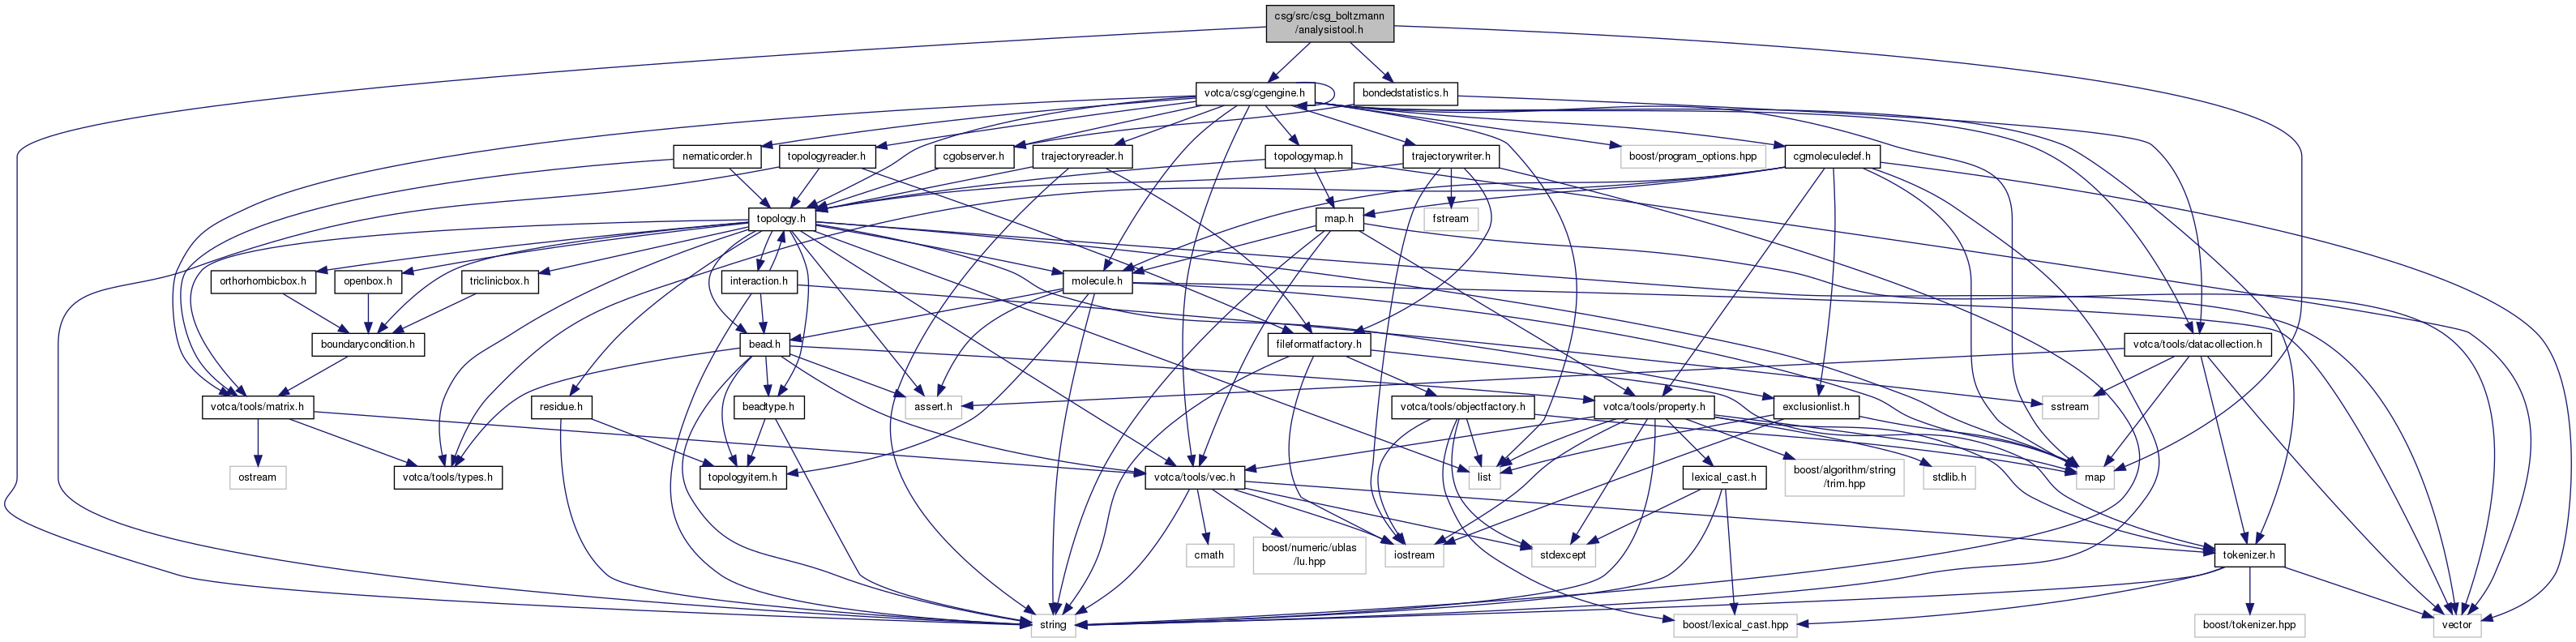 csg/src/csg_boltzmann
/analysistool.h
votca/csg/cgengine.h
bondedstatistics.h
nematicorder.h
topologyreader.h
cgobserver.h
trajectoryreader.h
topologymap.h
trajectorywriter.h
boost/program_options.hpp
cgmoleculedef.h
topology.h
map.h
fstream
orthorhombicbox.h
openbox.h
triclinicbox.h
interaction.h
molecule.h
boundarycondition.h
bead.h
fileformatfactory.h
votca/tools/datacollection.h
votca/tools/matrix.h
residue.h
beadtype.h
assert.h
votca/tools/objectfactory.h
votca/tools/property.h
exclusionlist.h
sstream
ostream
votca/tools/types.h
topologyitem.h
votca/tools/vec.h
list
lexical_cast.h
boost/algorithm/string
/trim.hpp
stdlib.h
map
cmath
boost/numeric/ublas
/lu.hpp
iostream
stdexcept
tokenizer.h
string
boost/lexical_cast.hpp
boost/tokenizer.hpp
vector